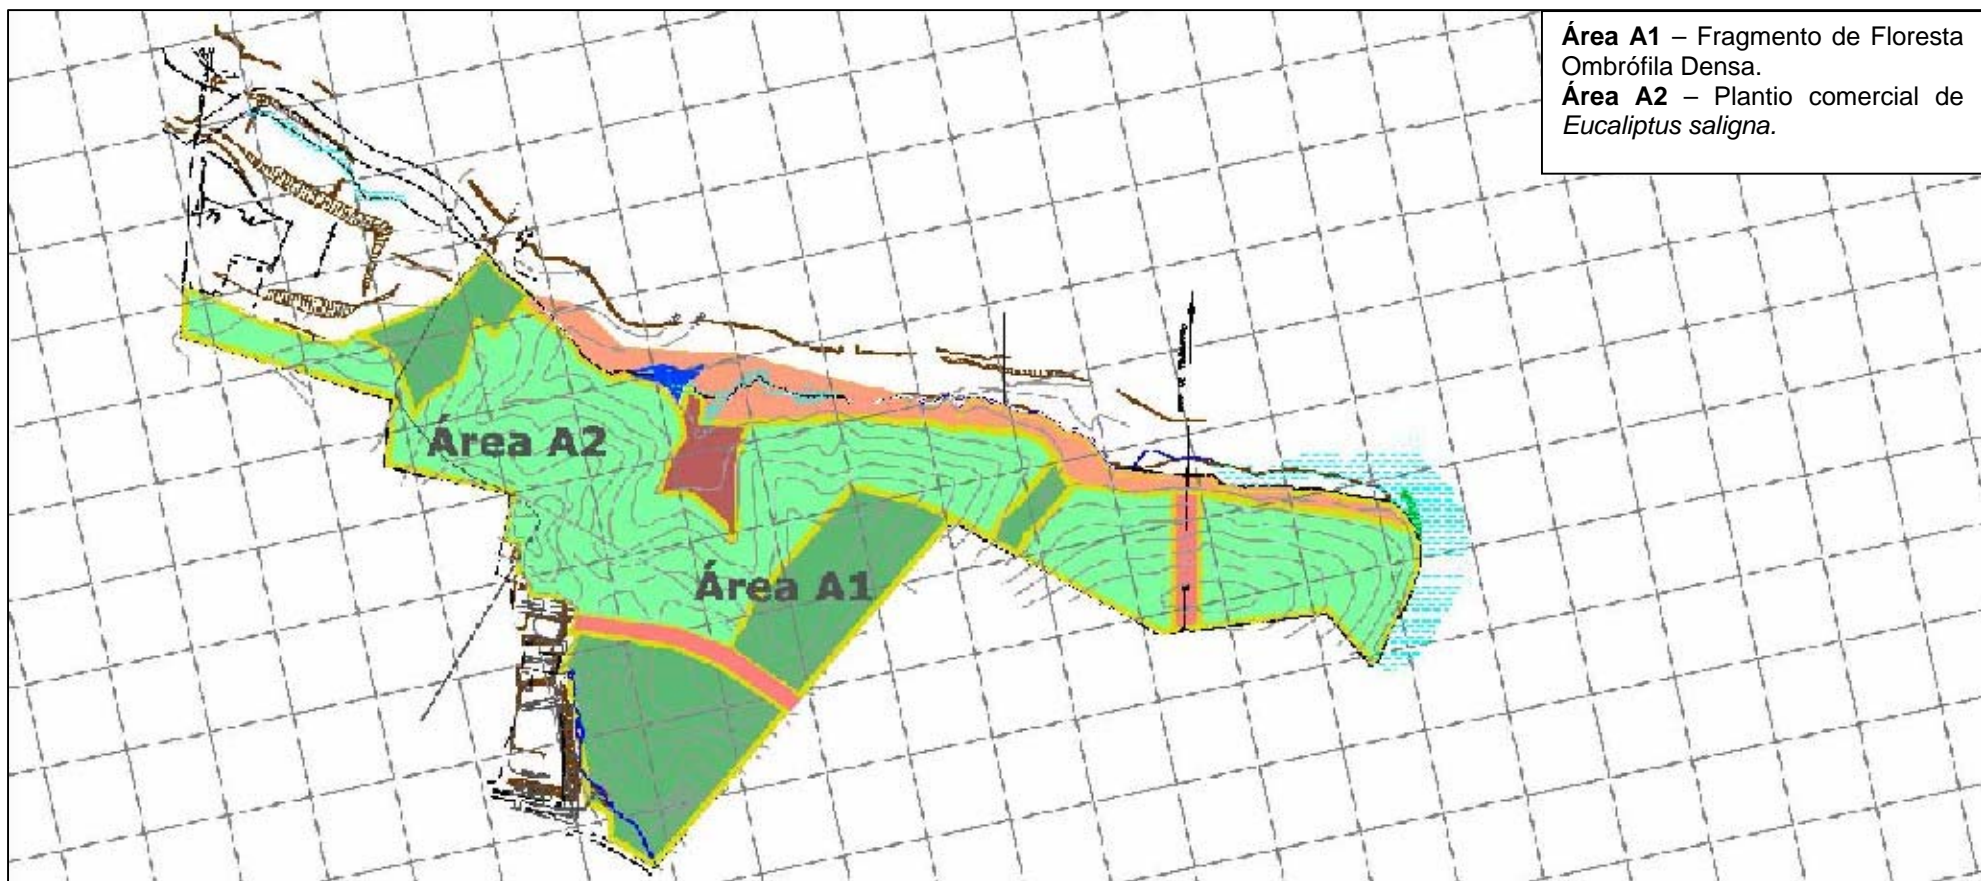 Área A1 – Fragmento de Floresta
Ombrófila Densa.
Área A2 – Plantio comercial de
Eucaliptus saligna.
Área A2
Área A1